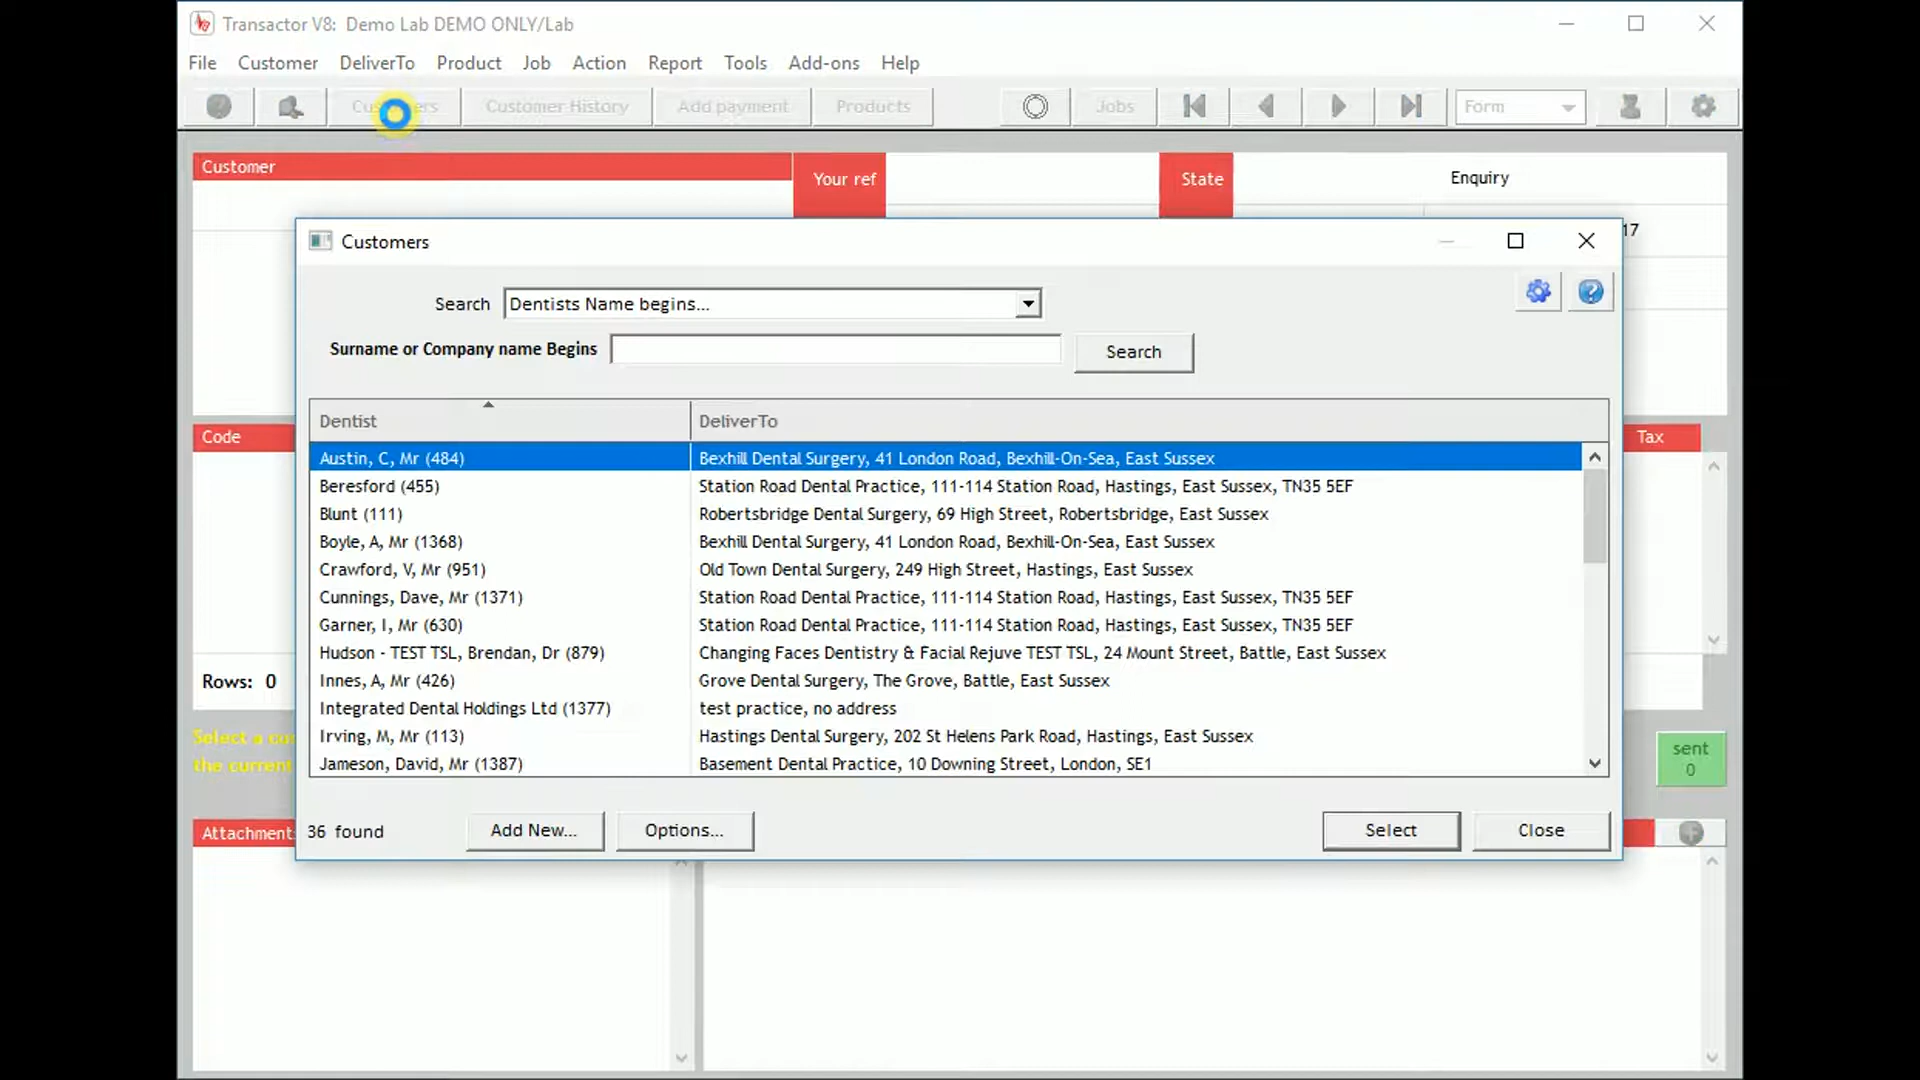 Transactor V8: Demo Lab DEMO ONLY/Lab
File Customer DeliverTo Product Job Action Report Tools Add-ons Help
Customers Customer History Add payment Products Jobs Form
Customer Your ref State Enquiry
17
Customers
Search Dentists Name begins...
Surname or Company name Begins Search
Dentist DeliverTo
Code Tax
Austin, C, Mr (484) Bexhill Dental Surgery, 41 London Road, Bexhill-On-Sea, East Sussex
Beresford (455) Station Road Dental Practice, 111-114 Station Road, Hastings, East Sussex, TN35 5EF
Blunt (111) Robertsbridge Dental Surgery, 69 High Street, Robertsbridge, East Sussex
Boyle, A, Mr (1368) Bexhill Dental Surgery, 41 London Road, Bexhill-On-Sea, East Sussex
Crawford, V, Mr (951) Old Town Dental Surgery, 249 High Street, Hastings, East Sussex
Cunnings, Dave, Mr (1371) Station Road Dental Practice, 111-114 Station Road, Hastings, East Sussex, TN35 5EF
Garner, I, Mr (630) Station Road Dental Practice, 111-114 Station Road, Hastings, East Sussex, TN35 5EF
Hudson - TEST TSL, Brendan, Dr (879) Changing Faces Dentistry & Facial Rejuve TEST TSL, 24 Mount Street, Battle, East Sussex
Rows: 0
Innes, A, Mr (426) Grove Dental Surgery, The Grove, Battle, East Sussex
Integrated Dental Holdings Ltd (1377) test practice, no address
Irving, M, Mr (113) Hastings Dental Surgery, 202 St Helens Park Road, Hastings, East Sussex
Jameson, David, Mr (1387) Basement Dental Practice, 10 Downing Street, London, SE1
Select a
the current
sent
0
Attachment
36 found Add New... Options... Select Close